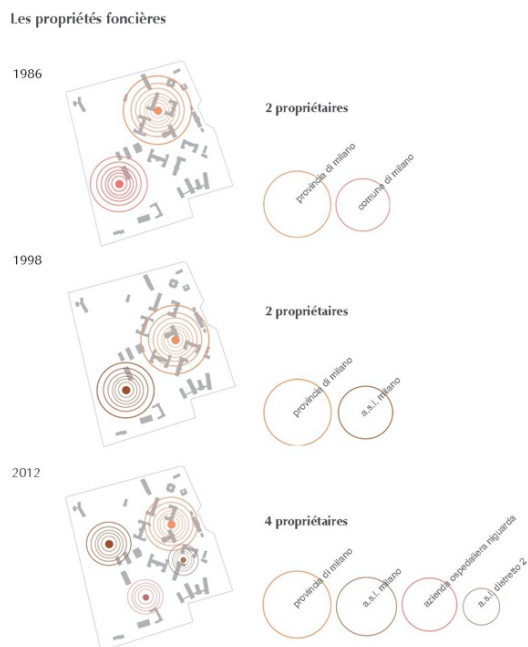 Les propriétés foncières
1986
2 propriétaires
provincia di milano
comune di milano
1998
2 propriétaires
provincia di milano
a.s.l. milano
2012
4 propriétaires
provincia di milano
a.s.l. milano
azienda ospedaliera niguarda
a.s.l. distretto 2